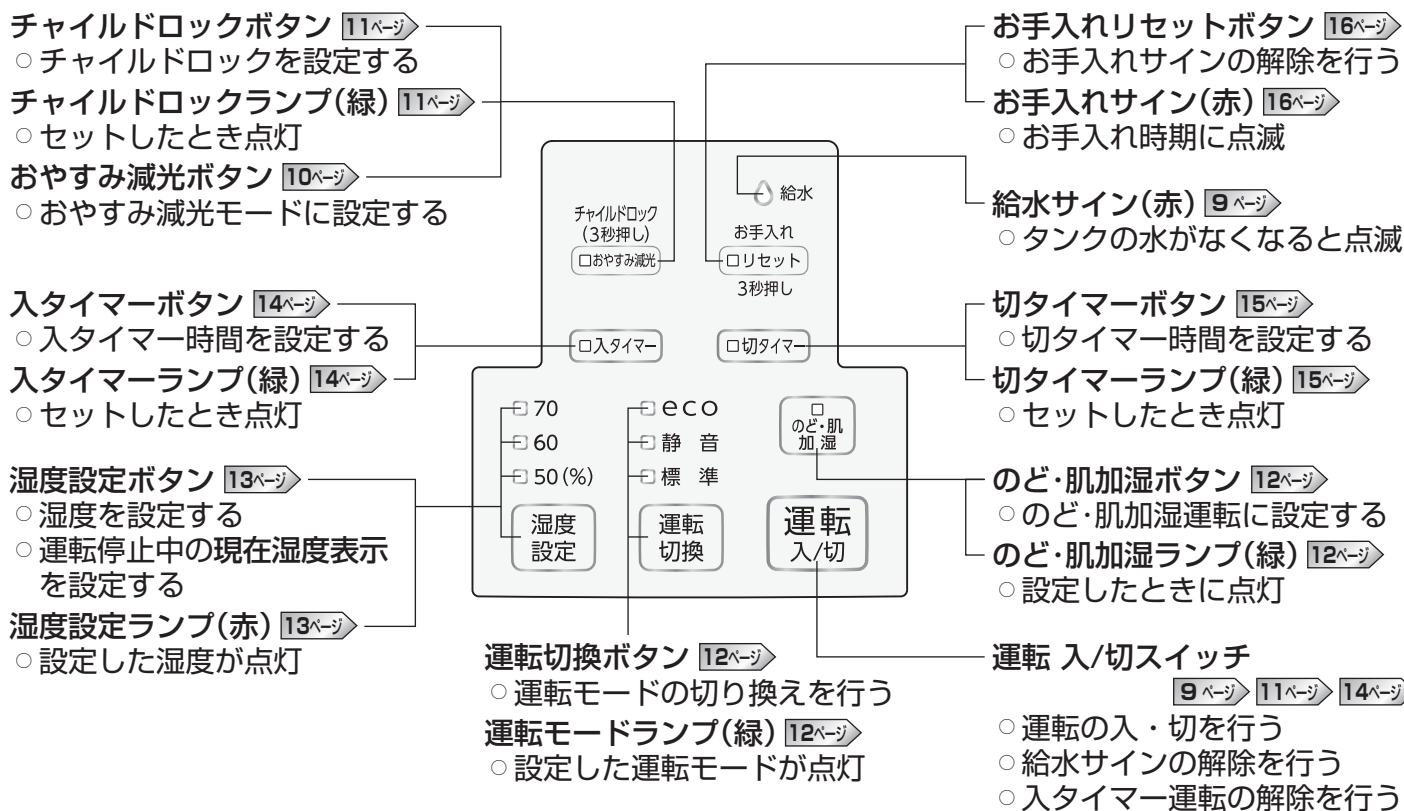 チャイルドロックボタン 11ページ
○チャイルドロックを設定する
チャイルドロックランプ(緑) 11ページ
○セットしたとき点灯
おやすみ減光ボタン 10ページ
○おやすみ減光モードに設定する
入タイマーボタン 14ページ
○入タイマー時間を設定する
入タイマーランプ(緑) 14ページ
○セットしたとき点灯
湿度設定ボタン 13ページ
○湿度を設定する
○運転停止中の現在湿度表示
を設定する
湿度設定ランプ(赤) 13ページ
○設定した湿度が点灯
給水
チャイルドロック
(3秒押し)
おやすみ減光
お手入れ
リセット
3秒押し
入タイマー
切タイマー
70
60
50(%)
湿度
設定
eco
静 音
標 準
運転
切換
のど・肌
加湿
運転
入/切
運転切換ボタン 12ページ
○運転モードの切り換えを行う
運転モードランプ(緑) 12ページ
○設定した運転モードが点灯
お手入れリセットボタン 16ページ
○お手入れサインの解除を行う
お手入れサイン(赤) 16ページ
○お手入れ時期に点滅
給水サイン(赤) 9ページ
○タンクの水がなくなると点滅
切タイマーボタン 15ページ
○切タイマー時間を設定する
切タイマーランプ(緑) 15ページ
○セットしたとき点灯
のど・肌加湿ボタン 12ページ
○のど・肌加湿運転に設定する
のど・肌加湿ランプ(緑) 12ページ
○設定したときに点灯
運転 入/切スイッチ
9ページ 11ページ 14ページ
○運転の入・切を行う
○給水サインの解除を行う
○入タイマー運転の解除を行う